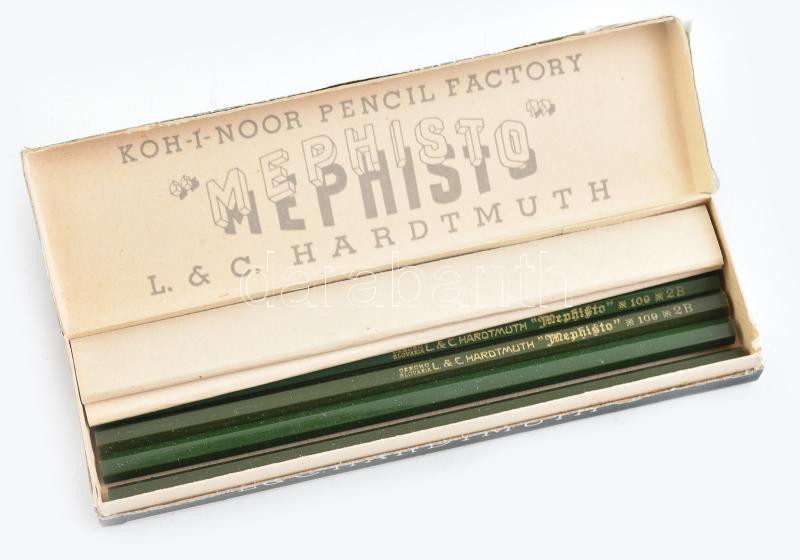 KOH-I-NOOR PENCIL FACTORY
"MEPHISTO"
L. & C. HARDTMUTH
darabanth
CZECHO
SLOVAKIA L. & C. HARDTMUTH "Mephisto" ※ 109 ※ 2B
CZECHO
SLOVAKIA L. & C. HARDTMUTH "Mephisto" ※ 109 ※ 2B
L. & C. HARDTMUTH